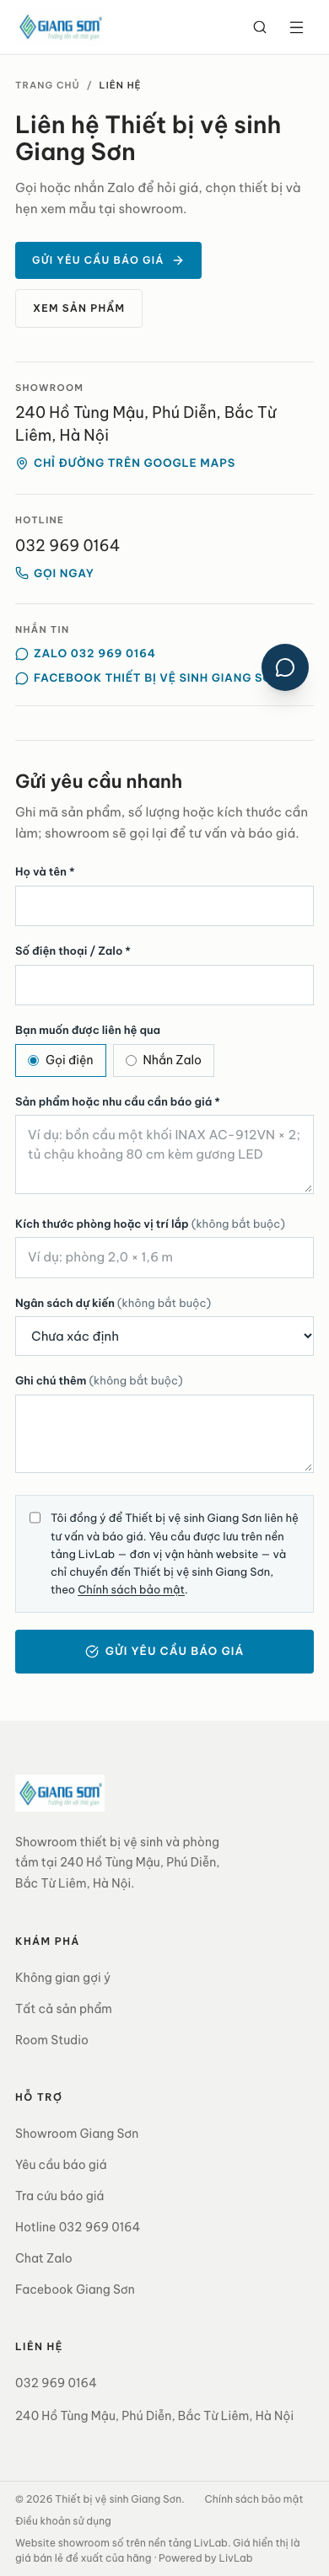 GIANG SƠN
Tưởng tín với thời gian
TRANG CHỦ / LIÊN HỆ
Liên hệ Thiết bị vệ sinh
Giang Sơn
Gọi hoặc nhắn Zalo để hỏi giá, chọn thiết bị và
hẹn xem mẫu tại showroom.
GỬI YÊU CẦU BÁO GIÁ
XEM SẢN PHẨM
SHOWROOM
240 Hồ Tùng Mậu, Phú Diễn, Bắc Từ
Liêm, Hà Nội
CHỈ ĐƯỜNG TRÊN GOOGLE MAPS
HOTLINE
032 969 0164
GỌI NGAY
NHẮN TIN
ZALO 032 969 0164
FACEBOOK THIẾT BỊ VỆ SINH GIANG
Gửi yêu cầu nhanh
Ghi mã sản phẩm, số lượng hoặc kích thước cần
làm; showroom sẽ gọi lại để tư vấn và báo giá.
Họ và tên *
Số điện thoại / Zalo *
Bạn muốn được liên hệ qua
Gọi điện Nhắn Zalo
Sản phẩm hoặc nhu cầu cần báo giá *
Ví dụ: bồn cầu một khối INAX AC-912VN × 2;
tủ chậu khoảng 80 cm kèm gương LED
Kích thước phòng hoặc vị trí lắp (không bắt buộc)
Ví dụ: phòng 2,0 × 1,6 m
Ngân sách dự kiến (không bắt buộc)
Chưa xác định
Ghi chú thêm (không bắt buộc)
Tôi đồng ý để Thiết bị vệ sinh Giang Sơn liên hệ
tư vấn và báo giá. Yêu cầu được lưu trên nền
tảng LivLab — đơn vị vận hành website — và
chỉ chuyển đến Thiết bị vệ sinh Giang Sơn,
theo Chính sách bảo mật.
GỬI YÊU CẦU BÁO GIÁ
GIANG SƠN
Showroom thiết bị vệ sinh và phòng
tắm tại 240 Hồ Tùng Mậu, Phú Diễn,
Bắc Từ Liêm, Hà Nội.
KHÁM PHÁ
Không gian gợi ý
Tất cả sản phẩm
Room Studio
HỖ TRỢ
Showroom Giang Sơn
Yêu cầu báo giá
Tra cứu báo giá
Hotline 032 969 0164
Chat Zalo
Facebook Giang Sơn
LIÊN HỆ
032 969 0164
240 Hồ Tùng Mậu, Phú Diễn, Bắc Từ Liêm, Hà Nội
© 2026 Thiết bị vệ sinh Giang Sơn. Chính sách bảo mật
Điều khoản sử dụng
Website showroom số trên nền tảng LivLab. Giá hiển thị là
giá bán lẻ đề xuất của hãng · Powered by LivLab